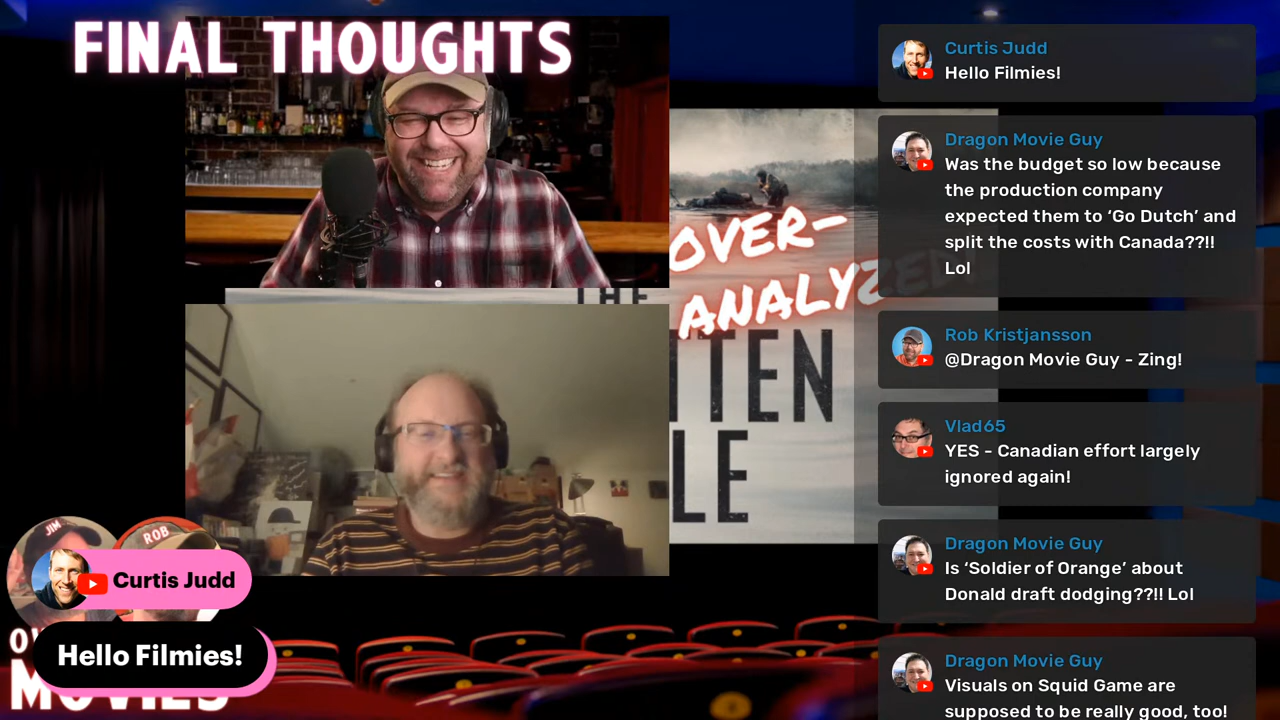 FINAL THOUGHTS
OVER-
ANALYZED
THE
TTEN
LE
JIM
ROB
Curtis Judd
Hello Filmies!
MOVIES
Curtis Judd
Hello Filmies!
Dragon Movie Guy
Was the budget so low because
the production company
expected them to ‘Go Dutch’ and
split the costs with Canada??!!
Lol
Rob Kristjansson
@Dragon Movie Guy - Zing!
Vlad65
YES - Canadian effort largely
ignored again!
Dragon Movie Guy
Is ‘Soldier of Orange’ about
Donald draft dodging??!! Lol
Dragon Movie Guy
Visuals on Squid Game are
supposed to be really good, too!